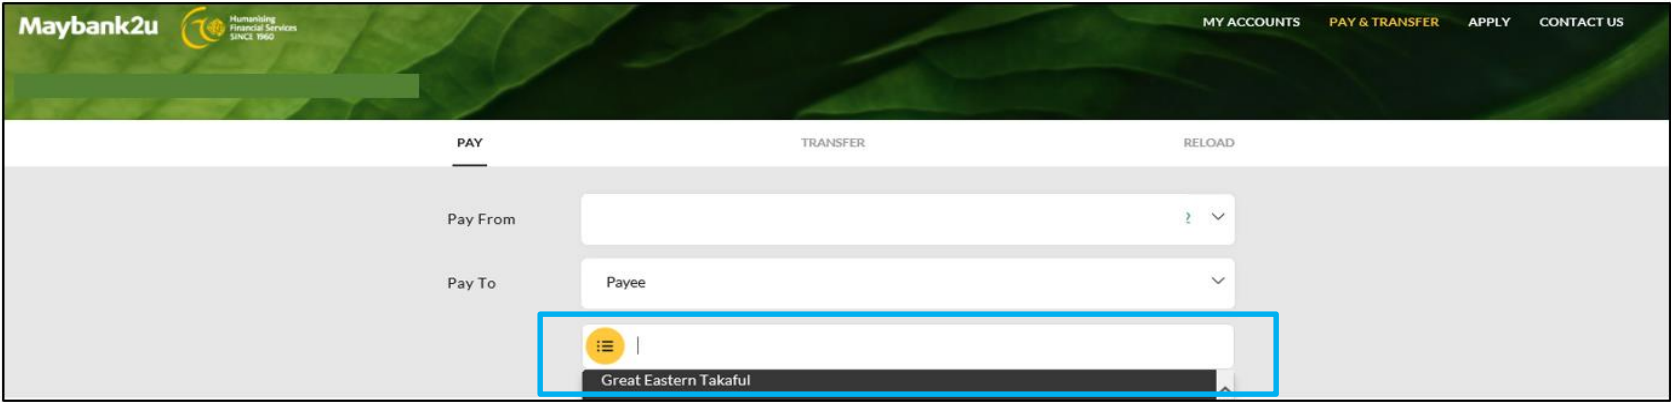 Maybank2u
Humanising
Financial Services
SINCE 1960
MY ACCOUNTS PAY & TRANSFER APPLY CONTACT US
PAY TRANSFER RELOAD
Pay From
Pay To Payee
Great Eastern Takaful